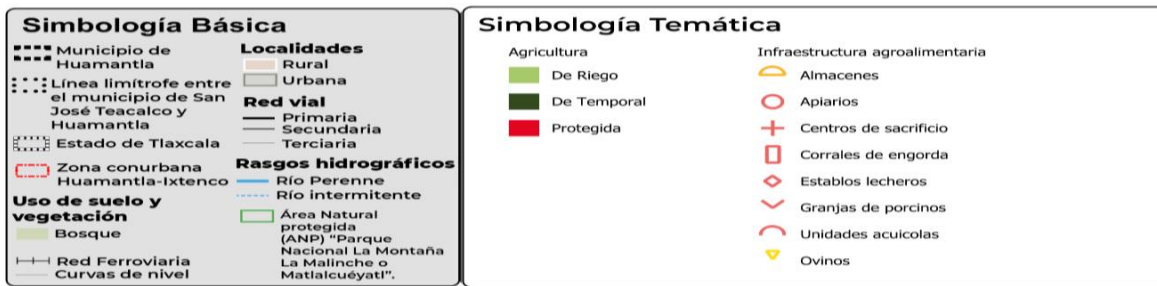 Simbología Básica
Municipio de
Huamantla
Línea limítrofe entre
el municipio de San
José Teacalco y
Huamantla
Estado de Tlaxcala
Zona conurbana
Huamantla-Ixtenco
Uso de suelo y
vegetación
Bosque
Red Ferroviaria
Curvas de nivel
Localidades
Rural
Urbana
Red vial
Primaria
Secundaria
Terciaria
Rasgos hidrográficos
Río Perenne
Río intermitente
Área Natural
protegida
(ANP) "Parque
Nacional La Montaña
La Malinche o
Matlalcuéyatl".
Simbología Temática
Agricultura
De Riego
De Temporal
Protegida
Infraestructura agroalimentaria
Almacenes
Apiarios
Centros de sacrificio
Corrales de engorda
Establos lecheros
Granjas de porcinos
Unidades acuicolas
Ovinos